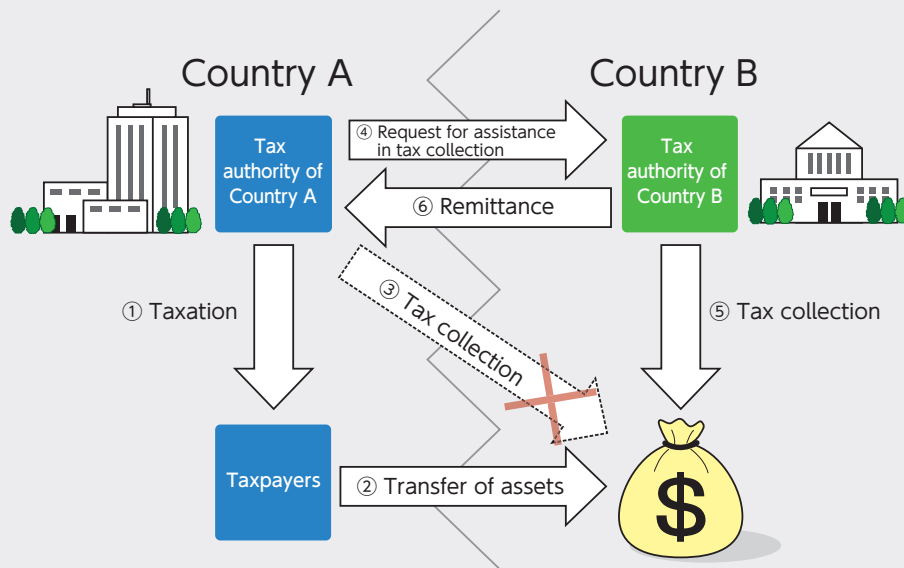 Country A
Country B
Tax
authority of
Country A
④ Request for assistance
in tax collection
Tax
authority of
Country B
⑥ Remittance
① Taxation
③ Tax collection
⑤ Tax collection
Taxpayers
② Transfer of assets
$